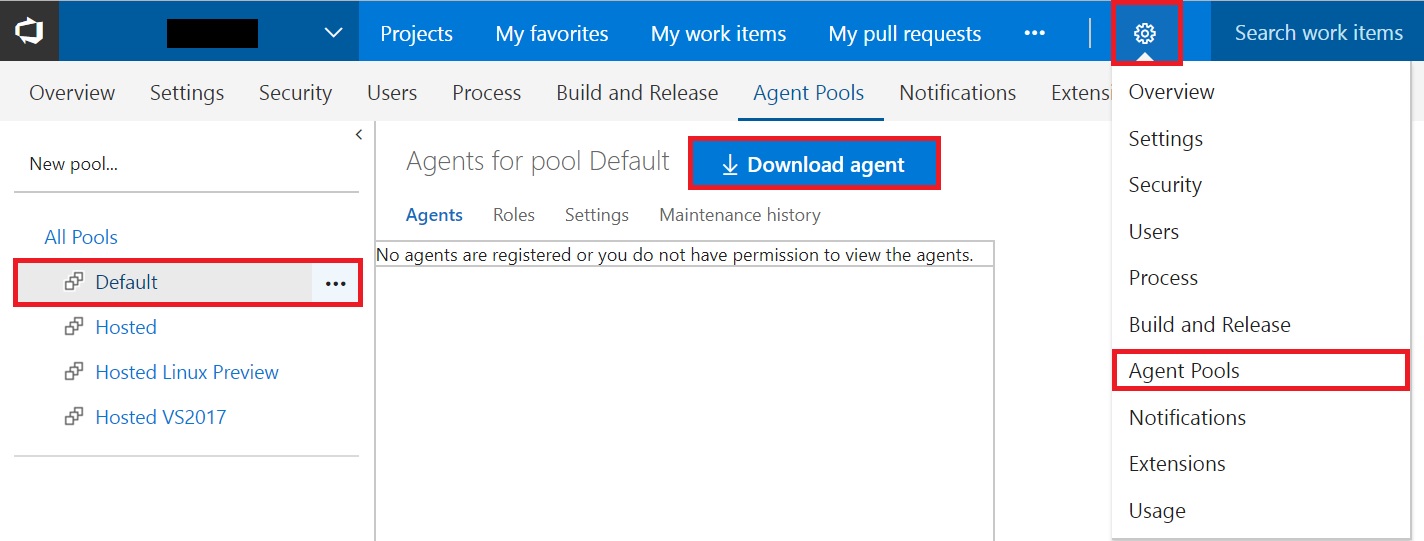 Projects My favorites My work items My pull requests ... Search work items
Overview Settings Security Users Process Build and Release Agent Pools Notifications Extensi
New pool...
All Pools
Default ...
Hosted
Hosted Linux Preview
Hosted VS2017
Agents for pool Default Download agent
Agents Roles Settings Maintenance history
No agents are registered or you do not have permission to view the agents.
Overview
Settings
Security
Users
Process
Build and Release
Agent Pools
Notifications
Extensions
Usage